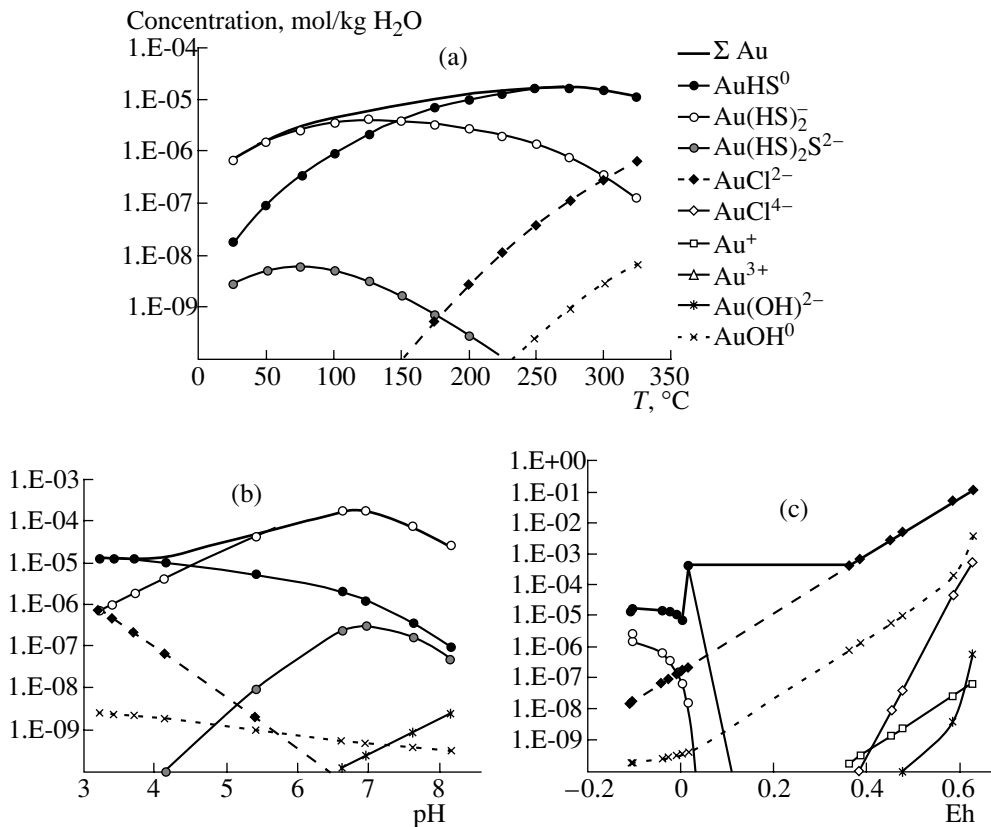 Concentration, mol/kg H₂O
(a)
1.E-04
1.E-05
1.E-06
1.E-07
1.E-08
1.E-09
0 50 100 150 200 250 300 350
T, °C
Σ Au
AuHS⁰
Au(HS)₂⁻
Au(HS)₂S²⁻
AuCl²⁻
AuCl⁴⁻
Au⁺
Au³⁺
Au(OH)²⁻
AuOH⁰
(b)
1.E-03
1.E-04
1.E-05
1.E-06
1.E-07
1.E-08
1.E-09
3 4 5 6 7 8
pH
(c)
1.E+00
1.E-01
1.E-02
1.E-03
1.E-04
1.E-05
1.E-06
1.E-07
1.E-08
1.E-09
−0.2 0 0.2 0.4 0.6
Eh